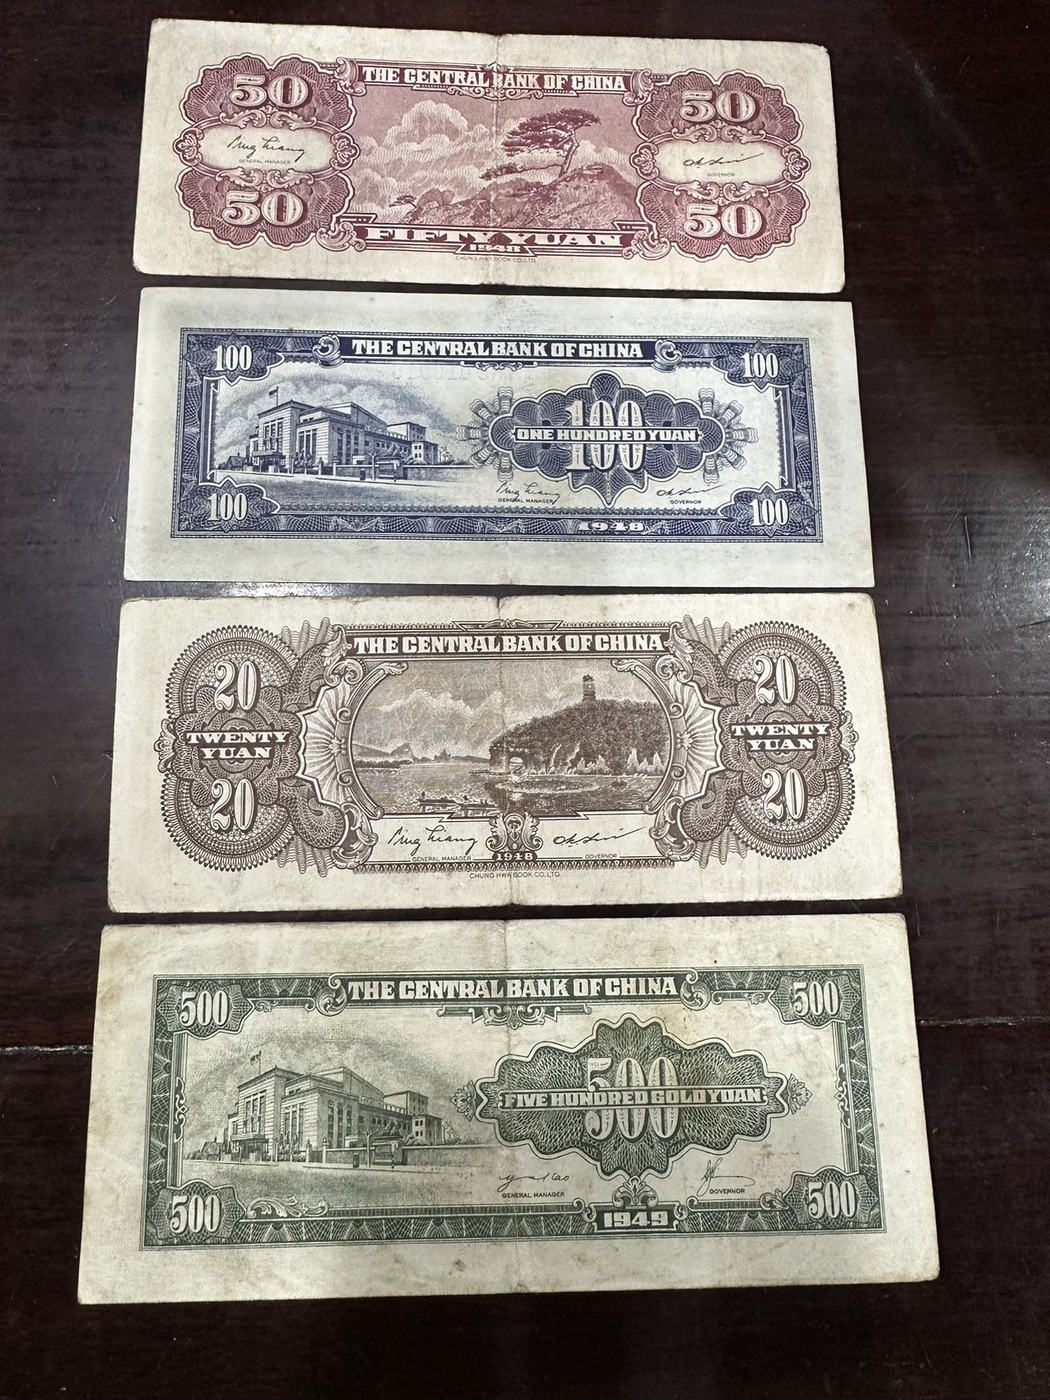 THE CENTRAL BANK OF CHINA
50 50
GENERAL MANAGER
GOVERNOR
50 50
FIFTY YUAN
1948
CHUNG HWA BOOK CO. LTD.
THE CENTRAL BANK OF CHINA
100 100
100
ONE HUNDRED YUAN
GENERAL MANAGER GOVERNOR
100 100
1948
THE CENTRAL BANK OF CHINA
20 20
TWENTY YUAN
TWENTY YUAN
20 20
GENERAL MANAGER 1948 GOVERNOR
CHUNG HWA BOOK CO. LTD.
THE CENTRAL BANK OF CHINA
500 500
500
FIVE HUNDRED GOLD YUAN
GENERAL MANAGER GOVERNOR
500 500
1949